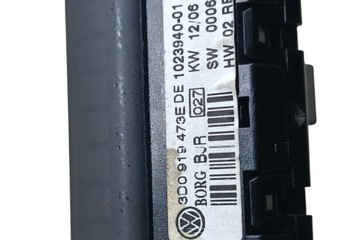 3D0 919 473E DE 1023940-01
BORG BJR 027 KW 12/06
SW 0006
HW 02